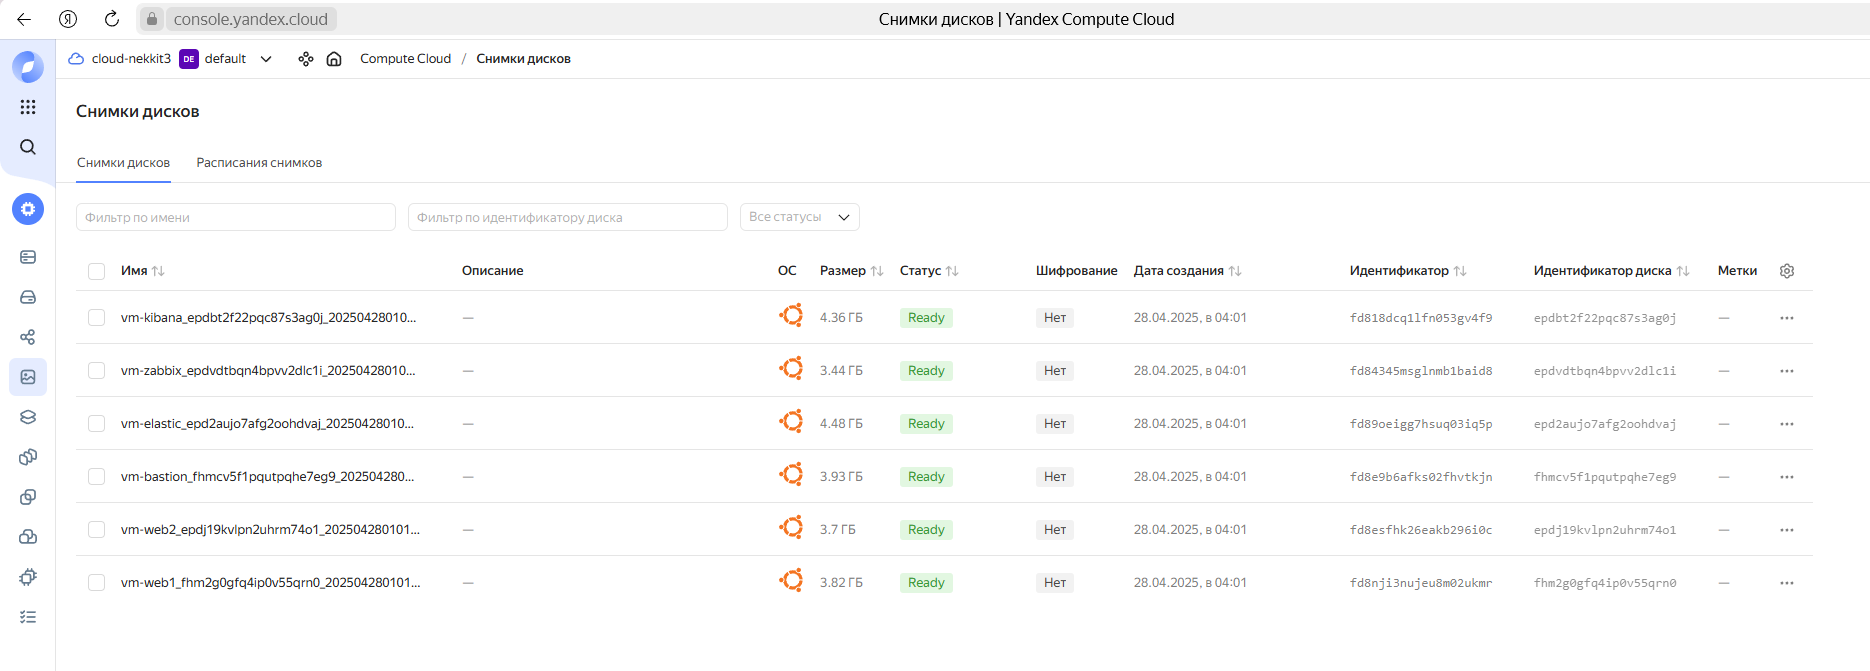 console.yandex.cloud
Снимки дисков | Yandex Compute Cloud
cloud-nekkit3 DE default Compute Cloud / Снимки дисков
Снимки дисков
Снимки дисков Расписания снимков
Фильтр по имени Фильтр по идентификатору диска Все статусы
Имя Описание ОС Размер Статус Шифрование Дата создания Идентификатор Идентификатор диска Метки
vm-kibana_epdbt2f22pqc87s3ag0j_20250428010... — 4.36 ГБ Ready Нет 28.04.2025, в 04:01 fd818dcq1lfn053gv4f9 epdbt2f22pqc87s3ag0j —
vm-zabbix_epdvdtbqn4bpvv2dlc1i_2025042801​0... — 3.44 ГБ Ready Нет 28.04.2025, в 04:01 fd84345msglnmb1baid8 epdvdtbqn4bpvv2dlc1i —
vm-elastic_epd2aujo7afg2oohdvaj_20250428010... — 4.48 ГБ Ready Нет 28.04.2025, в 04:01 fd89oeigg7hsuq03iq5p epd2aujo7afg2oohdvaj —
vm-bastion_fhmcv5f1pqutpqhe7eg9_202504280... — 3.93 ГБ Ready Нет 28.04.2025, в 04:01 fd8e9b6afks02fhvtkjn fhmcv5f1pqutpqhe7eg9 —
vm-web2_epdj19kvlpn2uhrm74o1_202504280101... — 3.7 ГБ Ready Нет 28.04.2025, в 04:01 fd8esfhk26eakb296i0c epdj19kvlpn2uhrm74o1 —
vm-web1_fhm2g0gfq4ip0v55qrn0_202504280101... — 3.82 ГБ Ready Нет 28.04.2025, в 04:01 fd8nji3nujeu8m02ukmr fhm2g0gfq4ip0v55qrn0 —